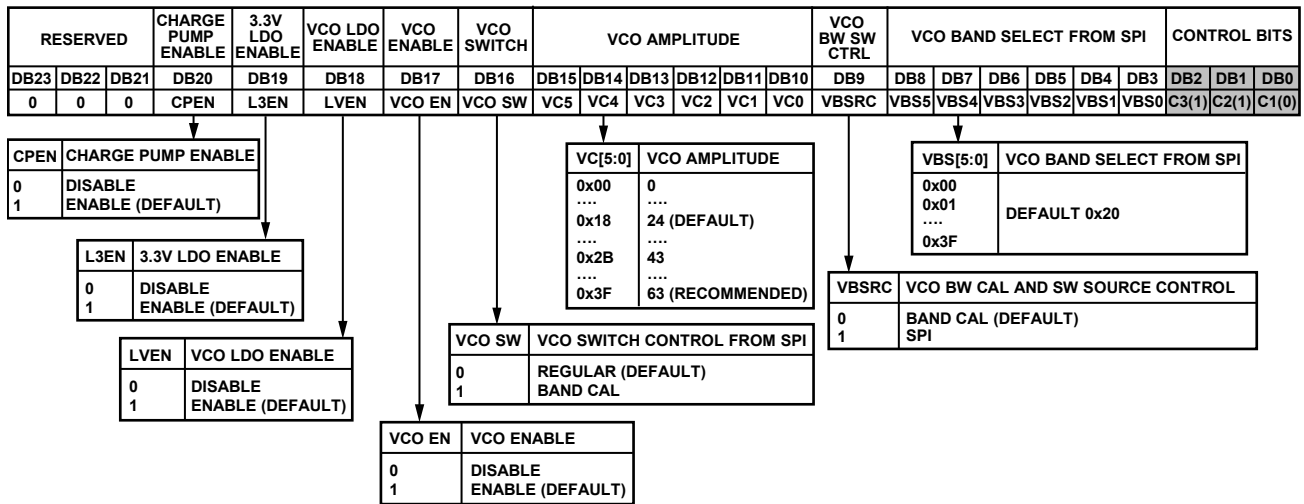 RESERVED CHARGE PUMP ENABLE 3.3V LDO ENABLE VCO LDO ENABLE VCO ENABLE VCO SWITCH VCO AMPLITUDE VCO BW SW CTRL VCO BAND SELECT FROM SPI CONTROL BITS
DB23 DB22 DB21 DB20 DB19 DB18 DB17 DB16 DB15 DB14 DB13 DB12 DB11 DB10 DB9 DB8 DB7 DB6 DB5 DB4 DB3 DB2 DB1 DB0
0 0 0 CPEN L3EN LVEN VCO EN VCO SW VC5 VC4 VC3 VC2 VC1 VC0 VBSRC VBS5 VBS4 VBS3 VBS2 VBS1 VBS0 C3(1) C2(1) C1(0)
CPEN CHARGE PUMP ENABLE
0 DISABLE
1 ENABLE (DEFAULT)
L3EN 3.3V LDO ENABLE
0 DISABLE
1 ENABLE (DEFAULT)
LVEN VCO LDO ENABLE
0 DISABLE
1 ENABLE (DEFAULT)
VCO EN VCO ENABLE
0 DISABLE
1 ENABLE (DEFAULT)
VCO SW VCO SWITCH CONTROL FROM SPI
0 REGULAR (DEFAULT)
1 BAND CAL
VC[5:0] VCO AMPLITUDE
0x00 0
.... ....
0x18 24 (DEFAULT)
.... ....
0x2B 43
.... ....
0x3F 63 (RECOMMENDED)
VBSRC VCO BW CAL AND SW SOURCE CONTROL
0 BAND CAL (DEFAULT)
1 SPI
VBS[5:0] VCO BAND SELECT FROM SPI
0x00
0x01
....
0x3F
DEFAULT 0x20